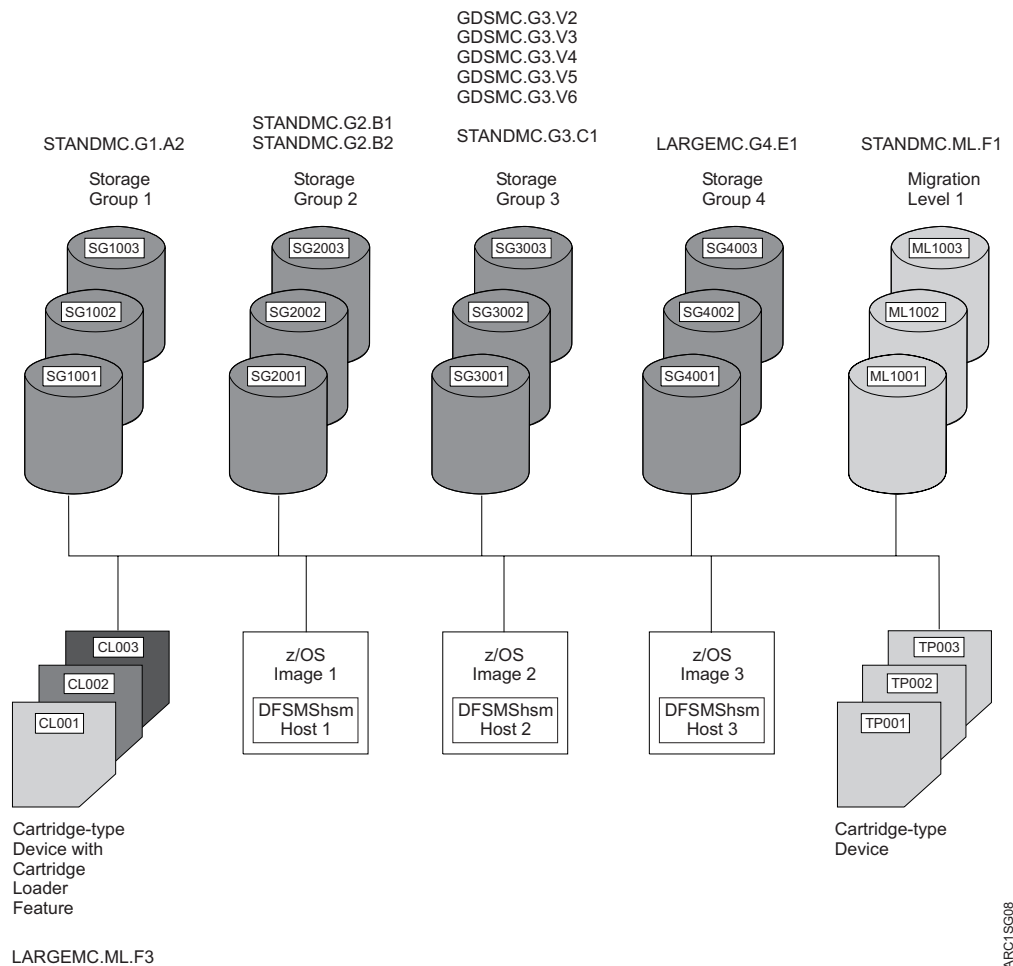 GDSMC.G3.V2
GDSMC.G3.V3
GDSMC.G3.V4
GDSMC.G3.V5
GDSMC.G3.V6
STANDMC.G1.A2
STANDMC.G2.B1
STANDMC.G2.B2
STANDMC.G3.C1
LARGEMC.G4.E1
STANDMC.ML.F1
Storage
Group 1
Storage
Group 2
Storage
Group 3
Storage
Group 4
Migration
Level 1
SG1003
SG2003
SG3003
SG4003
ML1003
SG1002
SG2002
SG3002
SG4002
ML1002
SG1001
SG2001
SG3001
SG4001
ML1001
CL003
CL002
CL001
z/OS
Image 1
DFSMShsm
Host 1
z/OS
Image 2
DFSMShsm
Host 2
z/OS
Image 3
DFSMShsm
Host 3
TP003
TP002
TP001
Cartridge-type
Device with
Cartridge
Loader
Feature
Cartridge-type
Device
LARGEMC.ML.F3
ARC1SG08